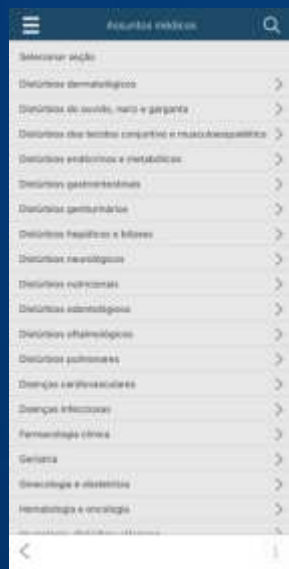 Assuntos médicos
Selecionar seção
Distúrbios dermatológicos
Distúrbios do ouvido, nariz e garganta
Distúrbios dos tecidos conjuntivo e musculoesquelético
Distúrbios endócrinos e metabólicos
Distúrbios gastrointestinais
Distúrbios geniturinários
Distúrbios hepáticos e biliares
Distúrbios neurológicos
Distúrbios nutricionais
Distúrbios odontológicos
Distúrbios oftalmológicos
Distúrbios pulmonares
Doenças cardiovasculares
Doenças infecciosas
Farmacologia clínica
Geriatria
Ginecologia e obstetrícia
Hematologia e oncologia